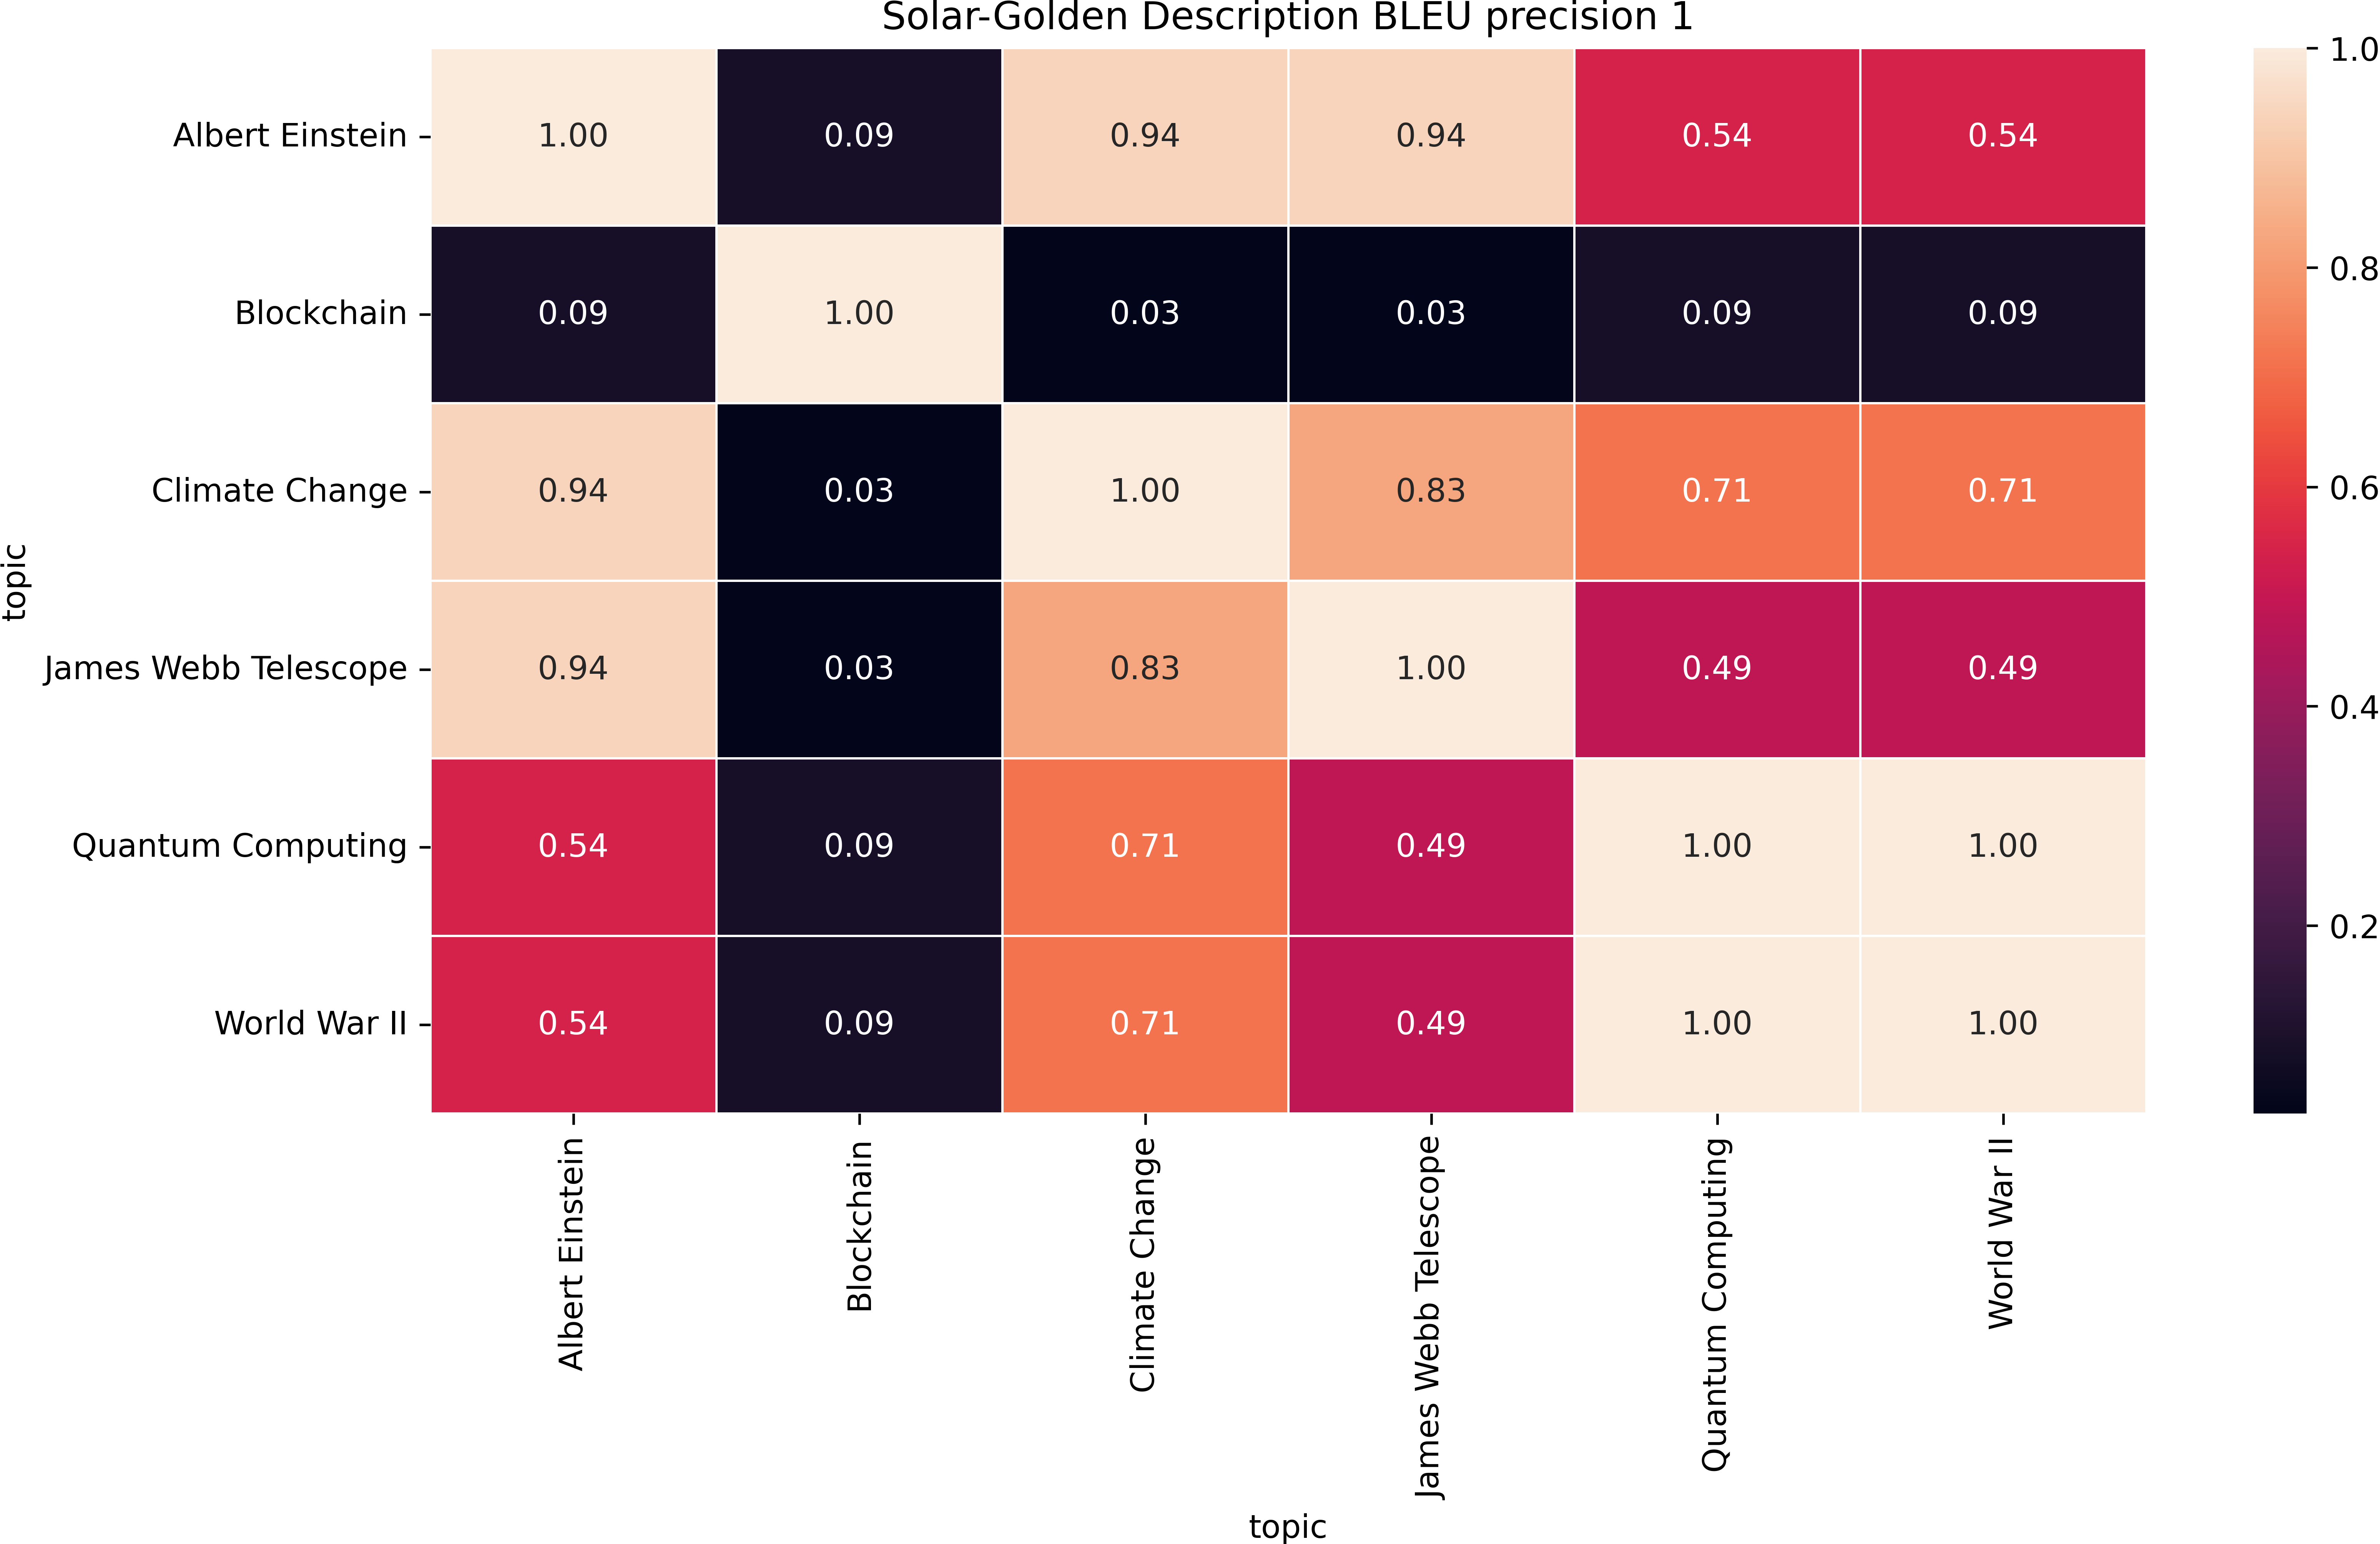 Solar-Golden Description BLEU precision 1
Albert Einstein 1.00 0.09 0.94 0.94 0.54 0.54
Blockchain 0.09 1.00 0.03 0.03 0.09 0.09
Climate Change 0.94 0.03 1.00 0.83 0.71 0.71
James Webb Telescope 0.94 0.03 0.83 1.00 0.49 0.49
Quantum Computing 0.54 0.09 0.71 0.49 1.00 1.00
World War II 0.54 0.09 0.71 0.49 1.00 1.00
topic
Albert Einstein
Blockchain
Climate Change
James Webb Telescope
Quantum Computing
World War II
topic
1.0
0.8
0.6
0.4
0.2